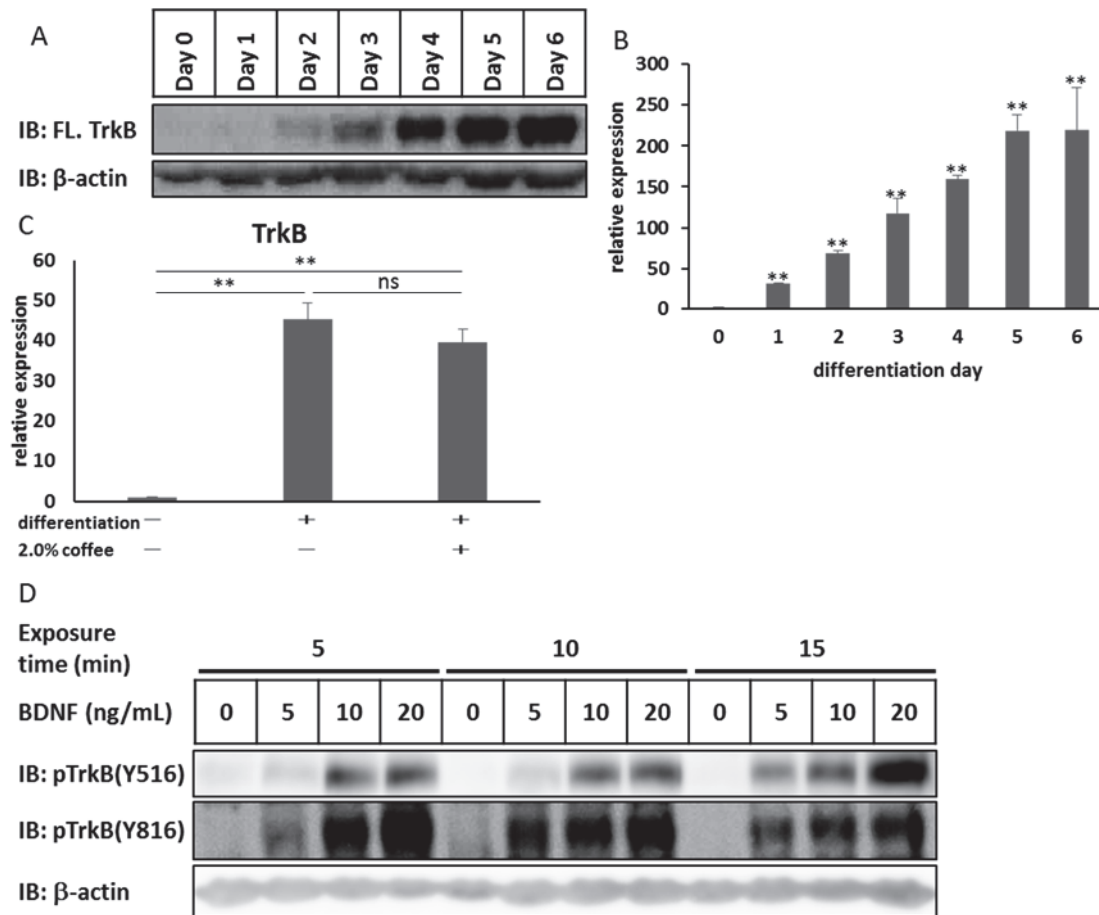 A
Day 0 Day 1 Day 2 Day 3 Day 4 Day 5 Day 6
IB: FL. TrkB
IB: β-actin
B
300
250
200
150
100
50
0
relative expression
**
**
**
**
**
**
0 1 2 3 4 5 6
differentiation day
C
TrkB
60
50
40
30
20
10
0
relative expression
**
** ns
differentiation — + +
2.0% coffee — — +
D
Exposure
time (min) 5 10 15
BDNF (ng/mL) 0 5 10 20 0 5 10 20 0 5 10 20
IB: pTrkB(Y516)
IB: pTrkB(Y816)
IB: β-actin